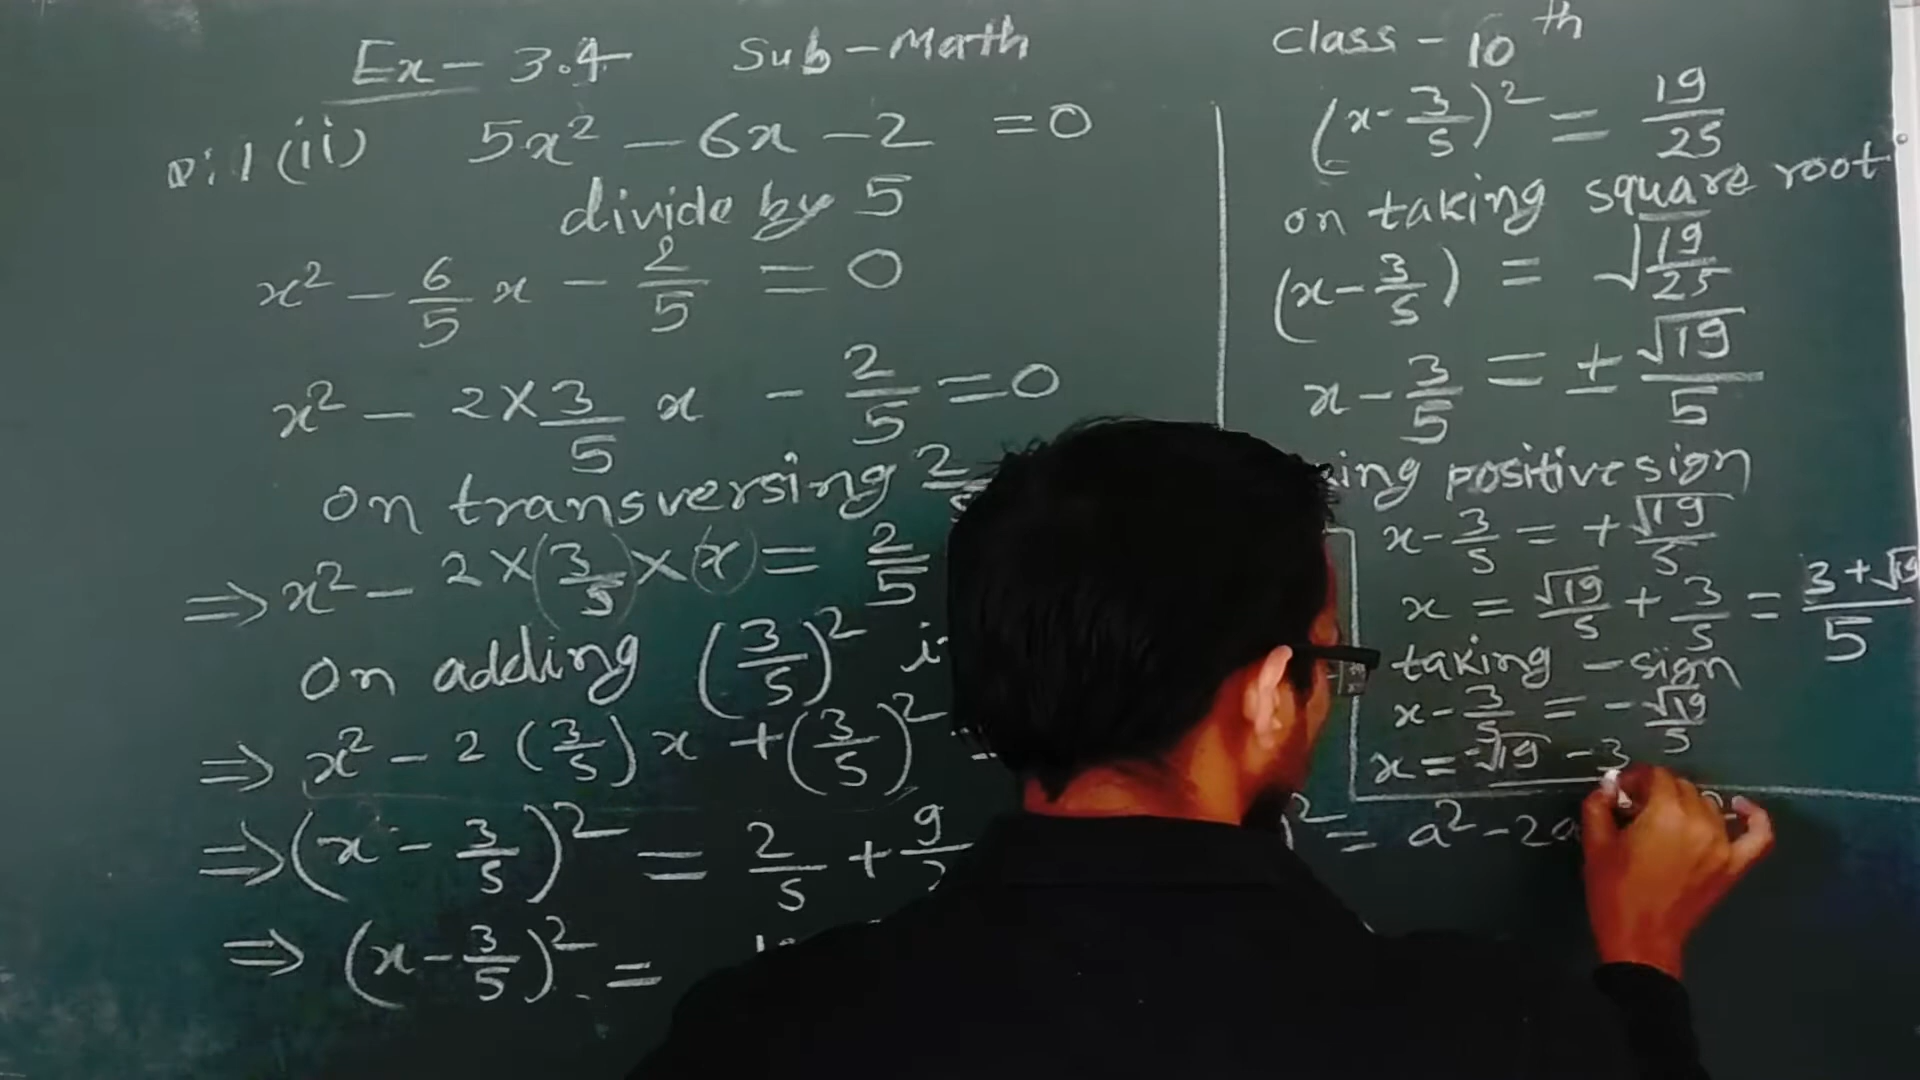 Ex - 3.4 Sub - Math Class - 10th
Q:1(ii) 5x² - 6x - 2 = 0
divide by 5
x² - 6/5 x - 2/5 = 0
x² - 2×3/5 x - 2/5 = 0
on transversing 2
⇒ x² - 2×(3/5)×(x) = 2/5
On adding (3/5)²
⇒ x² - 2(3/5)x + (3/5)²
⇒ (x - 3/5)² = 2/5 + 9
⇒ (x - 3/5)² =
(x - 3/5)² = 19/25
on taking square root
(x - 3/5) = √19/25
x - 3/5 = ± √19/5
positive sign
x - 3/5 = + √19/5
x = √19/5 + 3/5 = 3+√19/5
taking - sign
x - 3/5 = - √19/5
x = -√19 - 3
)² = a² - 2a